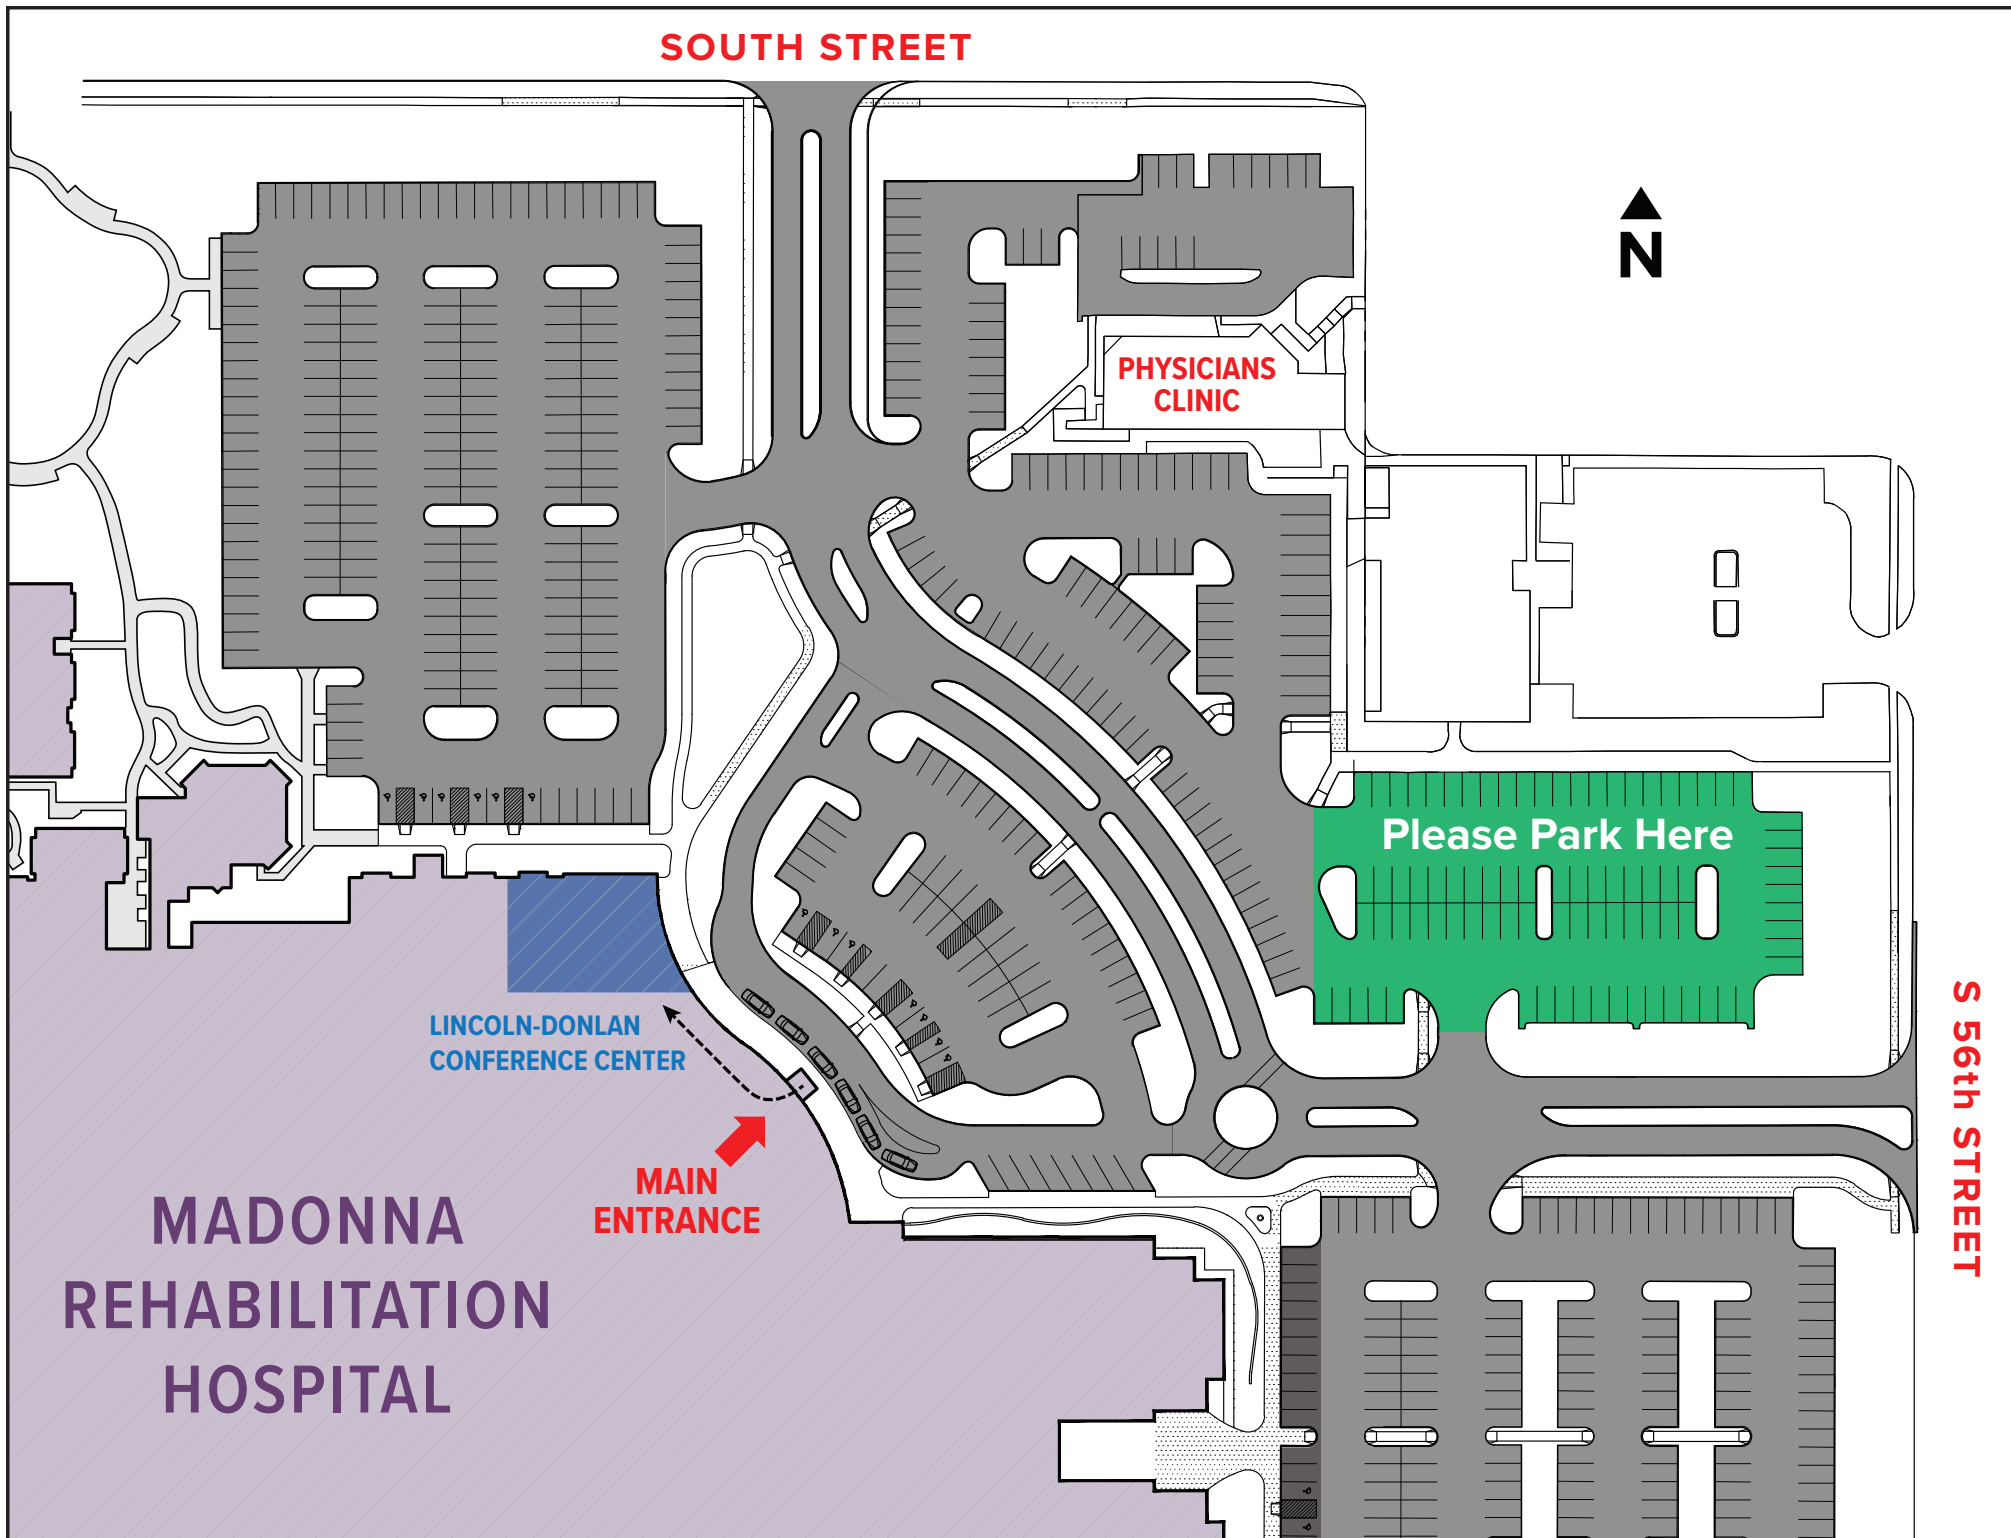 SOUTH STREET
N
PHYSICIANS
CLINIC
Please Park Here
S 56th STREET
LINCOLN-DONLAN
CONFERENCE CENTER
MAIN
ENTRANCE
MADONNA
REHABILITATION
HOSPITAL